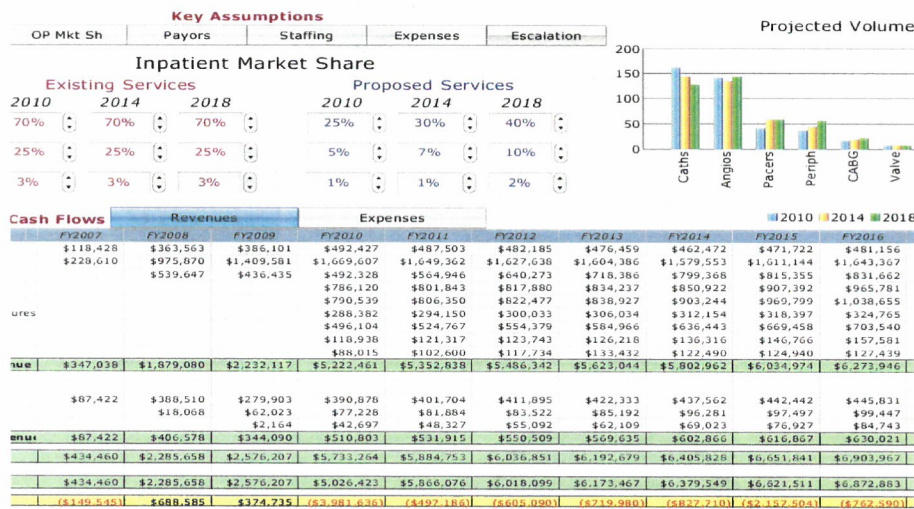 Key Assumptions
OP Mkt Sh Payors Staffing Expenses Escalation
Projected Volume
Inpatient Market Share
Existing Services Proposed Services
2010 2014 2018 2010 2014 2018
70% 70% 70% 25% 30% 40%
25% 25% 25% 5% 7% 10%
3% 3% 3% 1% 1% 2%
200
150
100
50
0
Caths Angios Pacers Periph CABG Valve
2010 2014 2018
Cash Flows Revenues Expenses
FY2007 FY2008 FY2009 FY2010 FY2011 FY2012 FY2013 FY2014 FY2015 FY2016
$118,428 $363,563 $386,101 $492,427 $487,503 $482,185 $476,459 $462,472 $471,722 $481,156
$228,610 $975,870 $1,409,581 $1,669,607 $1,649,362 $1,627,638 $1,604,386 $1,579,553 $1,611,144 $1,643,367
$539,647 $436,435 $492,328 $564,946 $640,273 $718,386 $799,368 $815,355 $831,662
$786,120 $801,843 $817,880 $834,237 $850,922 $907,392 $965,781
$790,539 $806,350 $822,477 $838,927 $903,244 $969,799 $1,038,655
ures $288,382 $294,150 $300,033 $306,034 $312,154 $318,397 $324,765
$496,104 $524,767 $554,379 $584,966 $636,443 $669,458 $703,540
$118,938 $121,317 $123,743 $126,218 $136,316 $146,766 $157,581
$88,015 $102,600 $117,734 $133,432 $122,490 $124,940 $127,439
nue $347,038 $1,879,080 $2,232,117 $5,222,461 $5,352,838 $5,486,342 $5,623,044 $5,802,962 $6,034,974 $6,273,946
$87,422 $388,510 $279,903 $390,878 $401,704 $411,895 $422,333 $437,562 $442,442 $445,831
$18,068 $62,023 $77,228 $81,884 $83,522 $85,192 $96,281 $97,497 $99,447
$2,164 $42,697 $48,327 $55,092 $62,109 $69,023 $76,927 $84,743
enue $87,422 $406,578 $344,090 $510,803 $531,915 $550,509 $569,635 $602,866 $616,867 $630,021
$434,460 $2,285,658 $2,576,207 $5,733,264 $5,884,753 $6,036,851 $6,192,679 $6,405,828 $6,651,841 $6,903,967
$434,460 $2,285,658 $2,576,207 $5,026,423 $5,866,076 $6,018,099 $6,173,467 $6,379,549 $6,621,511 $6,872,883
($149,545) $688,585 $374,735 ($3,981,636) ($497,186) ($605,090) ($719,980) ($827,710) ($2,157,504) ($762,590)